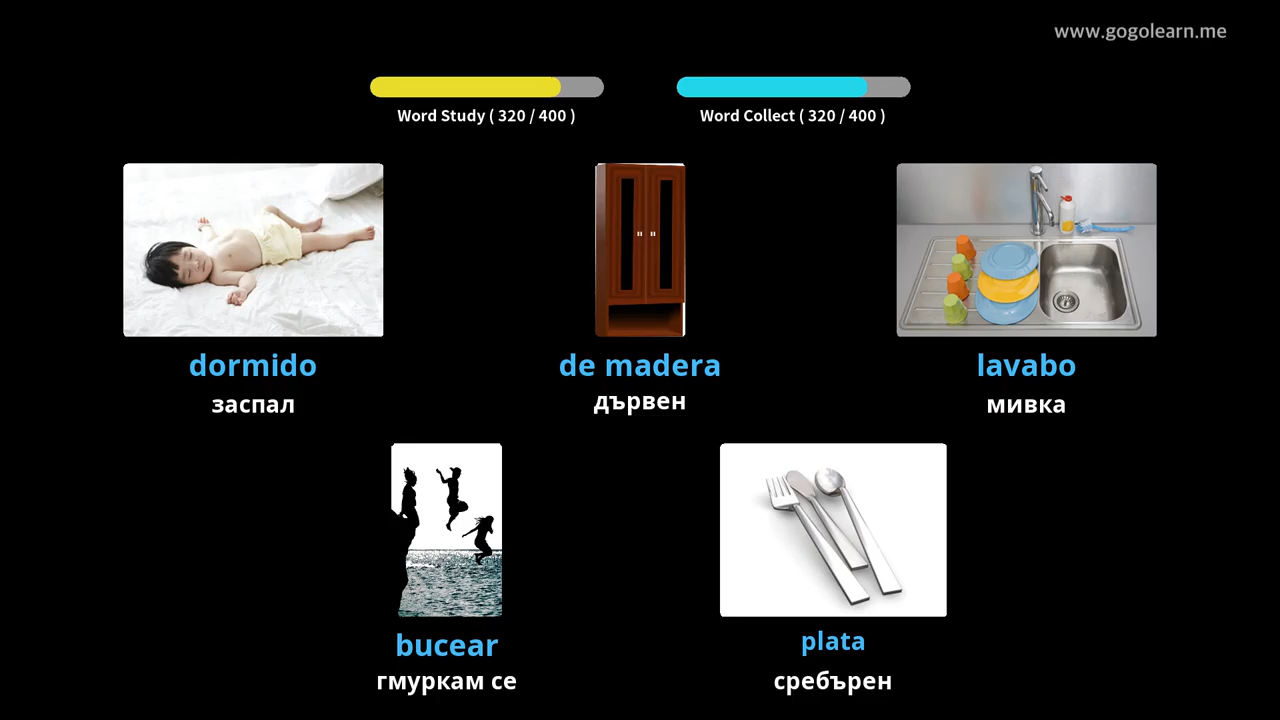 www.gogolearn.me
Word Study ( 320 / 400 )
Word Collect ( 320 / 400 )
dormido
заспал
de madera
дървен
lavabo
мивка
bucear
гмуркам се
plata
сребърен